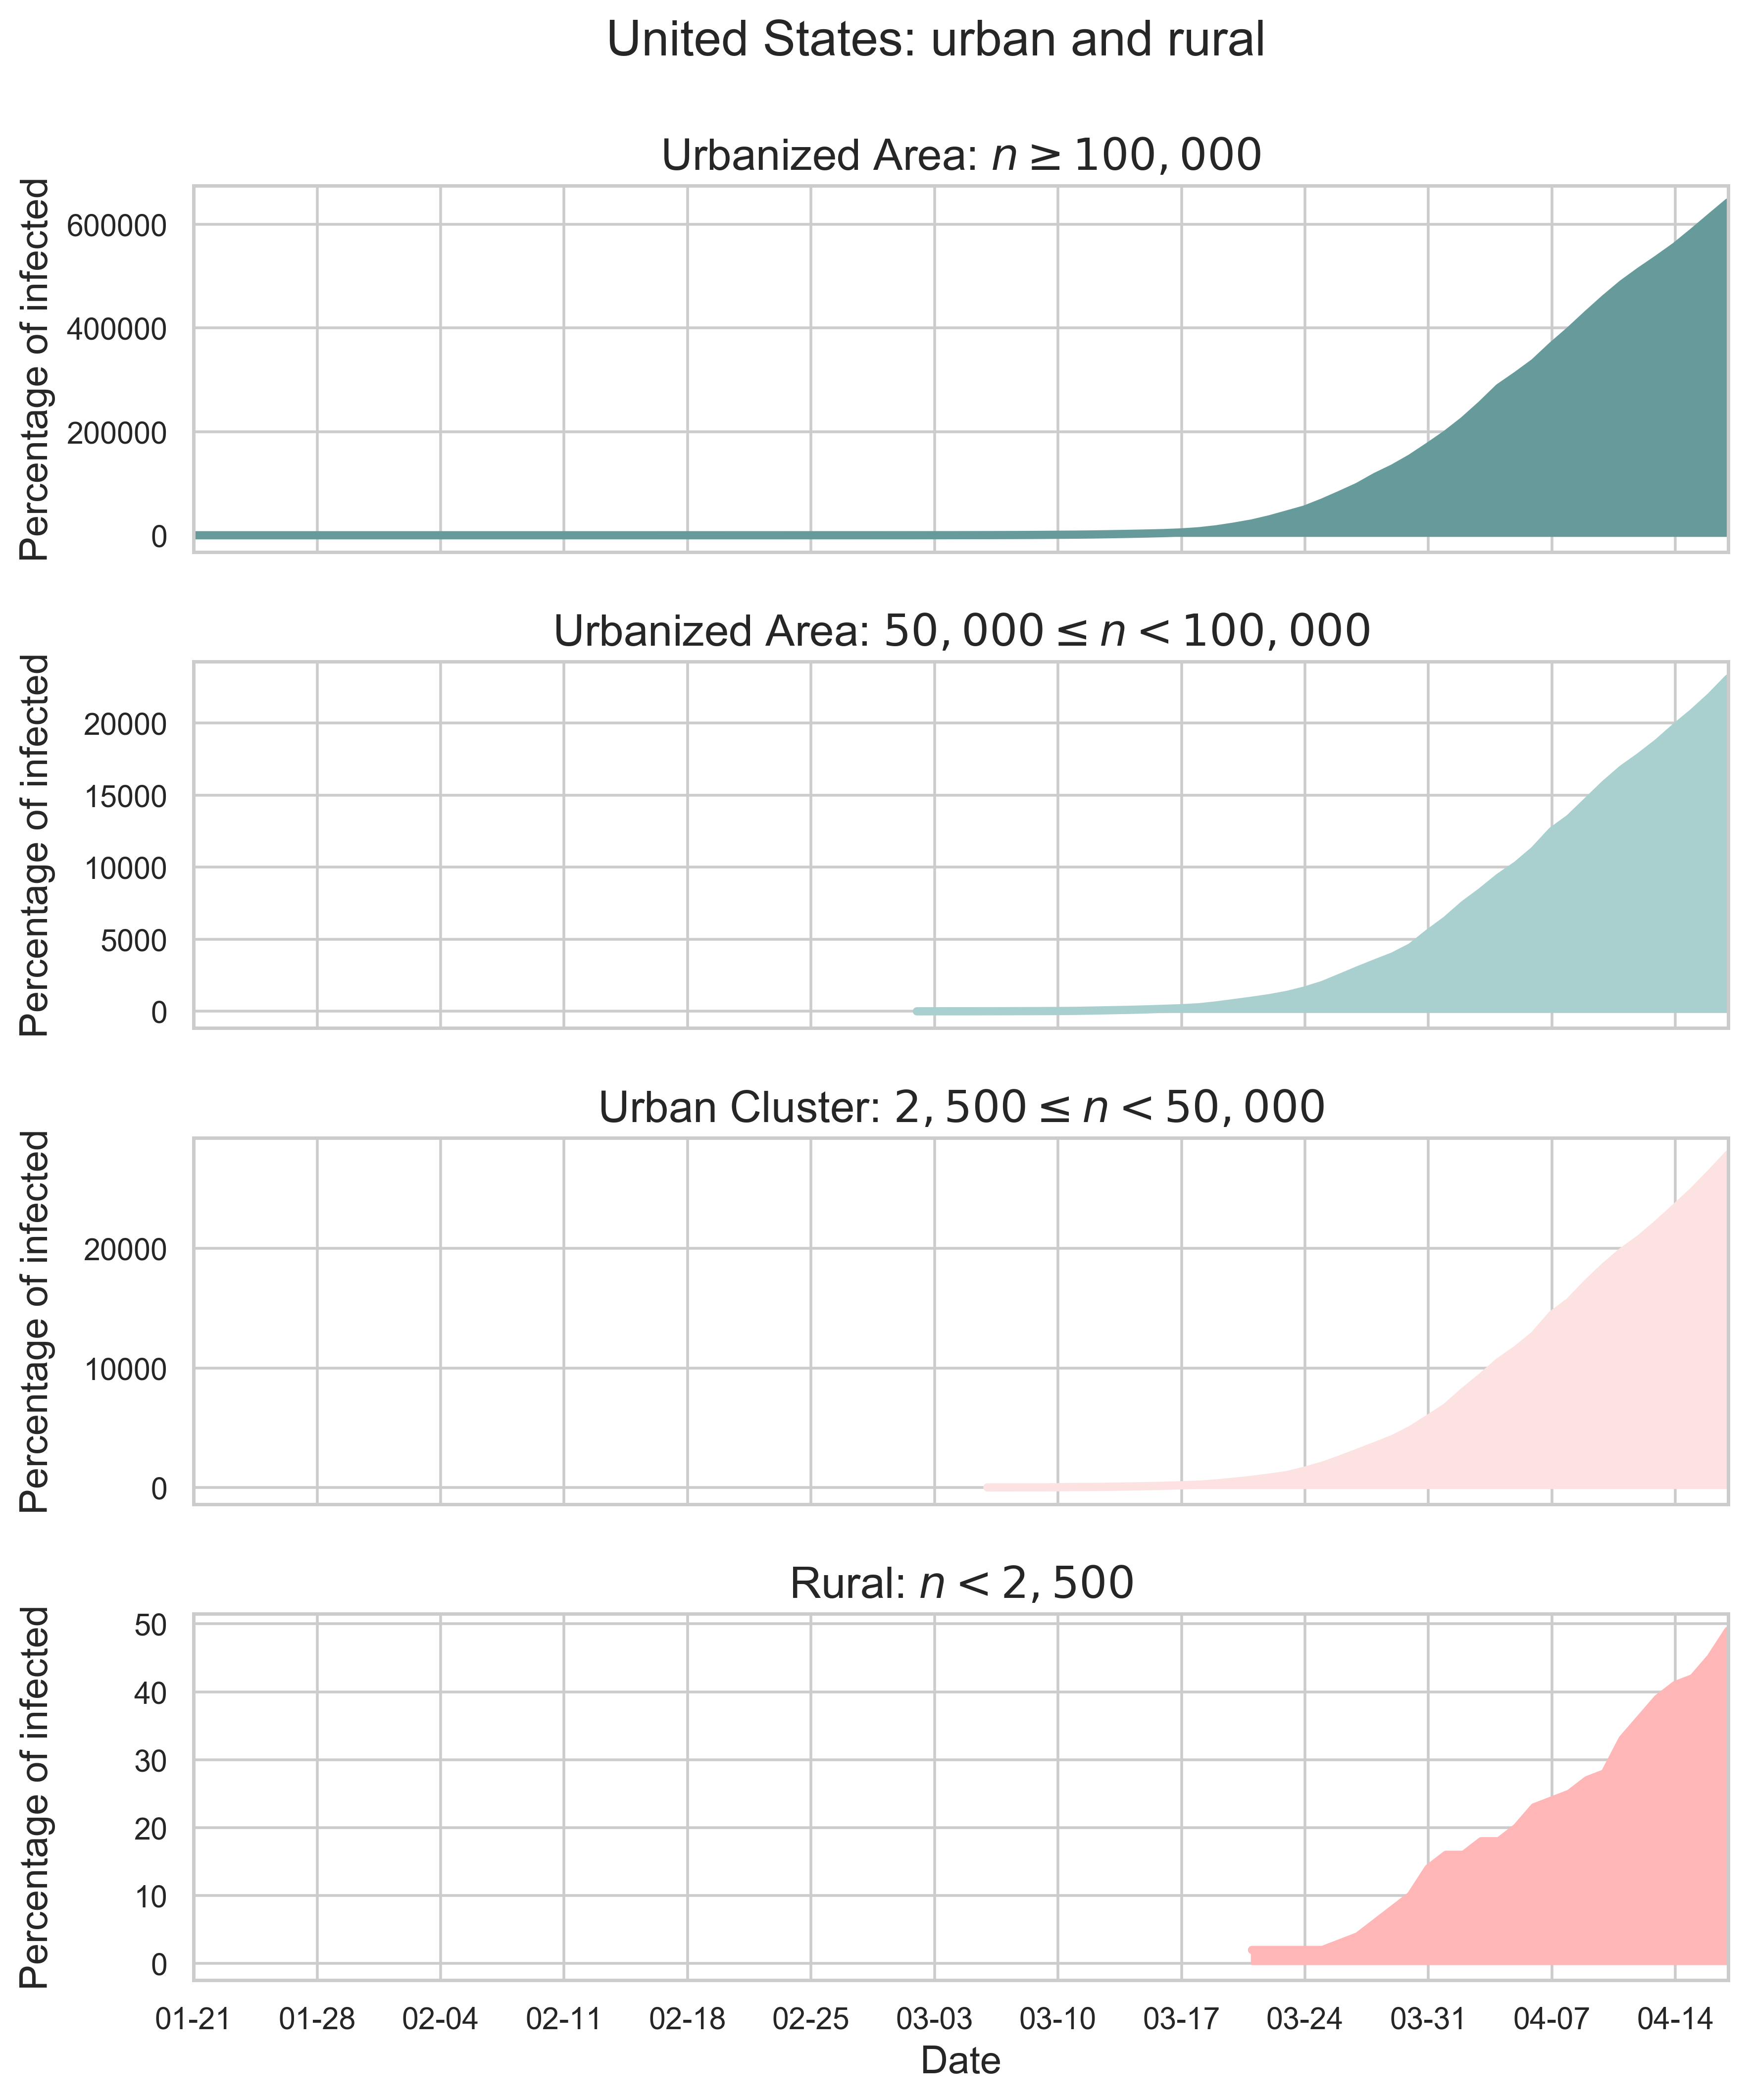 United States: urban and rural
Urbanized Area: n ≥ 100,000
Percentage of infected
600000
400000
200000
0
Urbanized Area: 50,000 ≤ n < 100,000
Percentage of infected
20000
15000
10000
5000
0
Urban Cluster: 2,500 ≤ n < 50,000
Percentage of infected
20000
10000
0
Rural: n < 2,500
Percentage of infected
50
40
30
20
10
0
01-21 01-28 02-04 02-11 02-18 02-25 03-03 03-10 03-17 03-24 03-31 04-07 04-14
Date